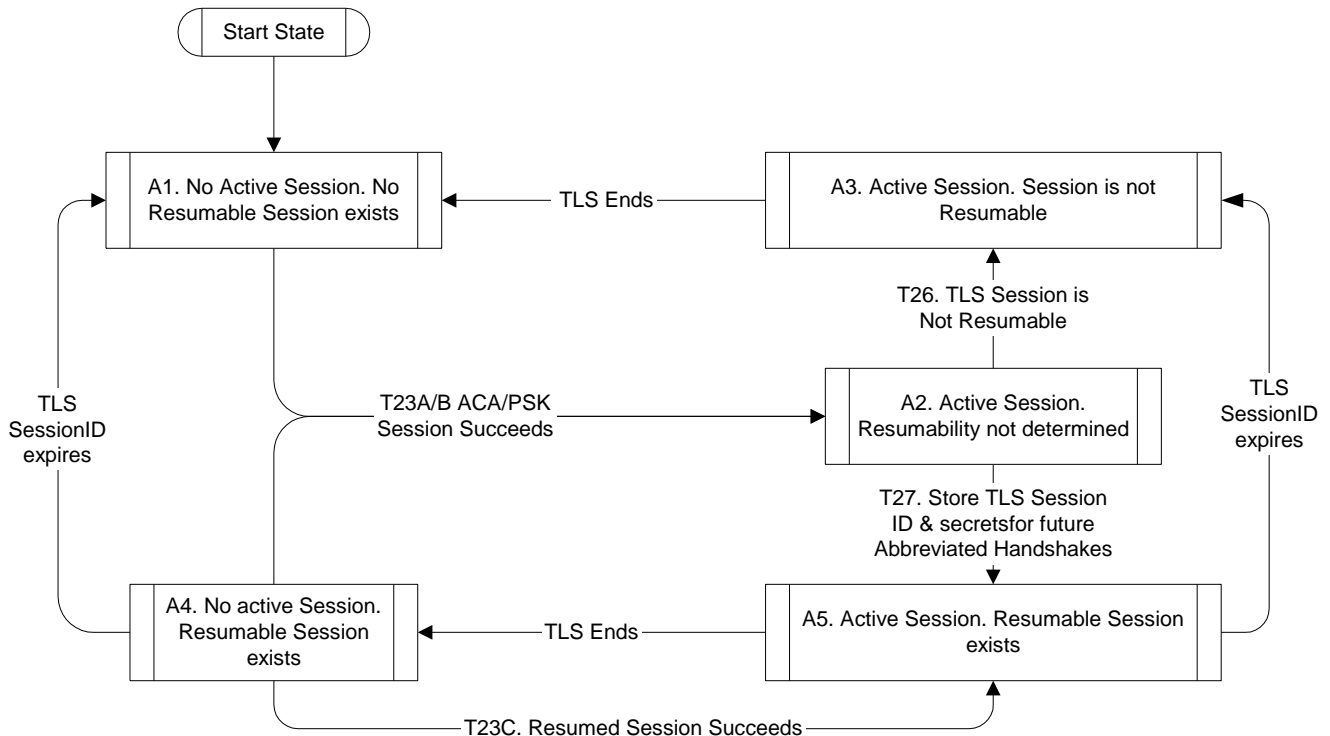 Start State
A1. No Active Session. No
Resumable Session exists
TLS Ends
A3. Active Session. Session is not
Resumable
T26. TLS Session is
Not Resumable
TLS
SessionID
expires
T23A/B ACA/PSK
Session Succeeds
A2. Active Session.
Resumability not determined
TLS
SessionID
expires
T27. Store TLS Session
ID & secretsfor future
Abbreviated Handshakes
A4. No active Session.
Resumable Session
exists
TLS Ends
A5. Active Session. Resumable Session
exists
T23C. Resumed Session Succeeds